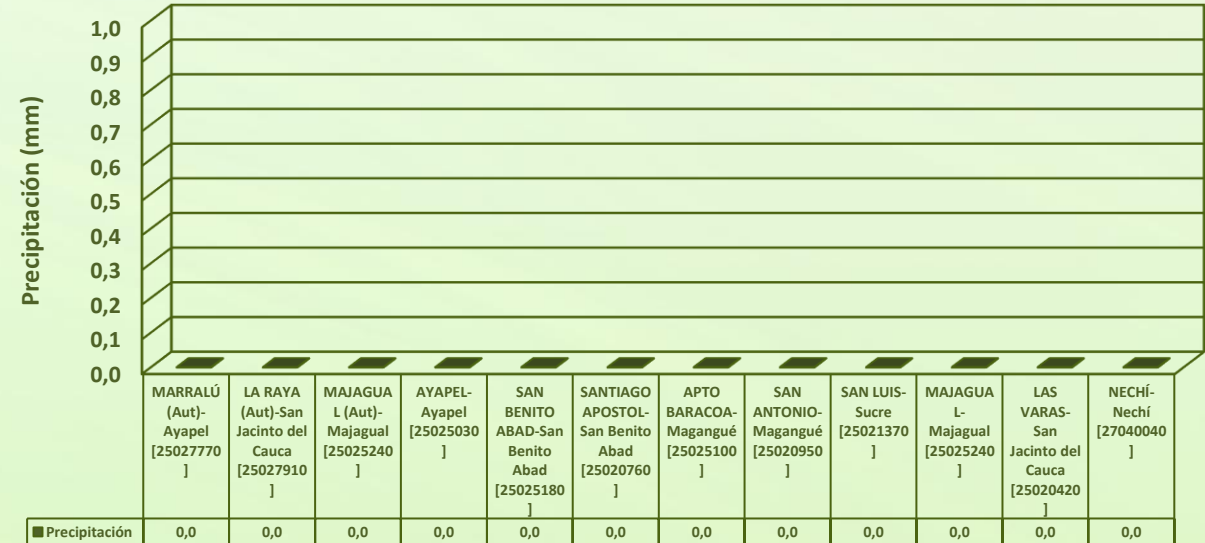 Precipitación (mm)
1,0
0,9
0,8
0,7
0,6
0,5
0,4
0,3
0,2
0,1
0,0
MARRALÚ
(Aut)-
Ayapel
[25027770
]
LA RAYA
(Aut)-San
Jacinto del
Cauca
[25027910
]
MAJAGUA
L (Aut)-
Majagual
[25025240
]
AYAPEL-
Ayapel
[25025030
]
SAN
BENITO
ABAD-San
Benito
Abad
[25025180
]
SANTIAGO
APOSTOL-
San Benito
Abad
[25020760
]
APTO
BARACOA-
Magangué
[25025100
]
SAN
ANTONIO-
Magangué
[25020950
]
SAN LUIS-
Sucre
[25021370
]
MAJAGUA
L-
Majagual
[25025240
]
LAS
VARAS-
San
Jacinto del
Cauca
[25020420
]
NECHÍ-
Nechí
[27040040
]
Precipitación 0,0 0,0 0,0 0,0 0,0 0,0 0,0 0,0 0,0 0,0 0,0 0,0